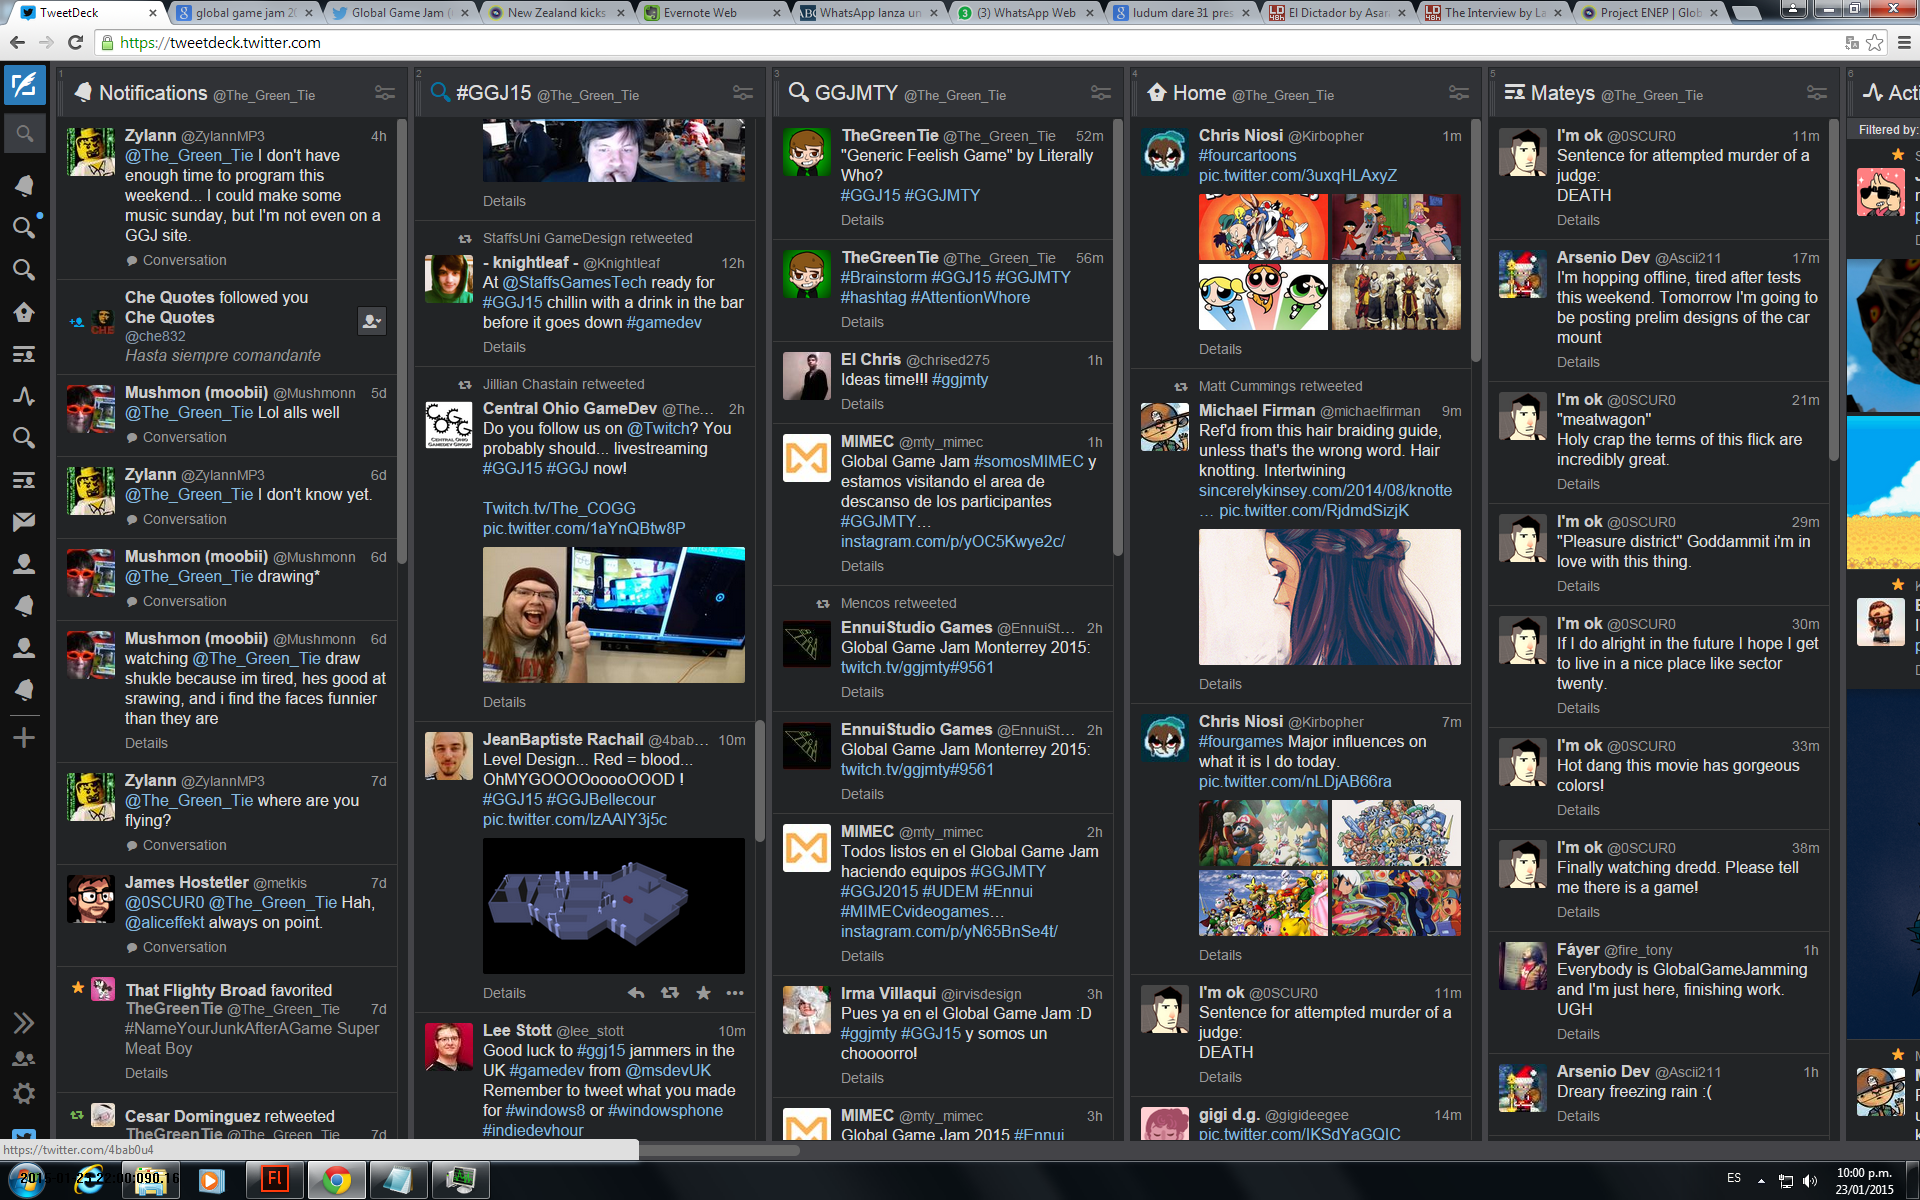 TweetDeck
global game jam 20
Global Game Jam (
New Zealand kicks
Evernote Web
WhatsApp lanza un
(3) WhatsApp Web
ludum dare 31 pres
El Dictador by Asar
The Interview by La
Project ENEP | Glob
https://tweetdeck.twitter.com
1
Notifications @The_Green_Tie
Zylann @ZylannMP3 4h
@The_Green_Tie I don't have
enough time to program this
weekend... I could make some
music sunday, but I'm not even on a
GGJ site.
Conversation
Che Quotes followed you
Che Quotes
@che832
Hasta siempre comandante
Mushmon (moobii) @Mushmonn 5d
@The_Green_Tie Lol alls well
Conversation
Zylann @ZylannMP3 6d
@The_Green_Tie I don't know yet.
Conversation
Mushmon (moobii) @Mushmonn 6d
@The_Green_Tie drawing*
Conversation
Mushmon (moobii) @Mushmonn 6d
watching @The_Green_Tie draw
shukle because im tired, hes good at
srawing, and i find the faces funnier
than they are
Details
Zylann @ZylannMP3 7d
@The_Green_Tie where are you
flying?
Conversation
James Hostetler @metkis 7d
@0SCUR0 @The_Green_Tie Hah,
@aliceffekt always on point.
Conversation
That Flighty Broad favorited
TheGreenTie @The_Green_Tie 7d
#NameYourJunkAfterAGame Super
Meat Boy
Details
Cesar Dominguez retweeted
TheGreenTie @The_Green_Tie 7d
2
#GGJ15 @The_Green_Tie
Details
StaffsUni GameDesign retweeted
- knightleaf - @Knightleaf 12h
At @StaffsGamesTech ready for
#GGJ15 chillin with a drink in the bar
before it goes down #gamedev
Details
Jillian Chastain retweeted
Central Ohio GameDev @The... 2h
Do you follow us on @Twitch? You
probably should... livestreaming
#GGJ15 #GGJ now!
Twitch.tv/The_COGG
pic.twitter.com/1aYnQBtw8P
Details
JeanBaptiste Rachail @4bab... 10m
Level Design... Red = blood...
OhMYGOOOOooooOOOD !
#GGJ15 #GGJBellecour
pic.twitter.com/lzAAlY3j5c
Details
Lee Stott @lee_stott 10m
Good luck to #ggj15 jammers in the
UK #gamedev from @msdevUK
Remember to tweet what you made
for #windows8 or #windowsphone
#indiedevhour
3
GGJMTY @The_Green_Tie
TheGreenTie @The_Green_Tie 52m
"Generic Feelish Game" by Literally
Who?
#GGJ15 #GGJMTY
Details
TheGreenTie @The_Green_Tie 56m
#Brainstorm #GGJ15 #GGJMTY
#hashtag #AttentionWhore
Details
El Chris @chrised275 1h
Ideas time!!! #ggjmty
Details
MIMEC @mty_mimec 1h
Global Game Jam #somosMIMEC y
estamos visitando el area de
descanso de los participantes
#GGJMTY…
instagram.com/p/yOC5Kwye2c/
Details
Mencos retweeted
EnnuiStudio Games @EnnuiSt... 2h
Global Game Jam Monterrey 2015:
twitch.tv/ggjmty#9561
Details
EnnuiStudio Games @EnnuiSt... 2h
Global Game Jam Monterrey 2015:
twitch.tv/ggjmty#9561
Details
MIMEC @mty_mimec 2h
Todos listos en el Global Game Jam
haciendo equipos #GGJMTY
#GGJ2015 #UDEM #Ennui
#MIMECvideogames…
instagram.com/p/yN65BnSe4t/
Details
Irma Villaqui @irvisdesign 3h
Pues ya en el Global Game Jam :D
#ggjmty #GGJ15 y somos un
choooorro!
Details
MIMEC @mty_mimec 3h
Global Game Jam 2015 #Ennui
4
Home @The_Green_Tie
Chris Niosi @Kirbopher 1m
#fourcartoons
pic.twitter.com/3uxqHLAxyZ
Details
Matt Cummings retweeted
Michael Firman @michaelfirman 9m
Ref'd from this hair braiding guide,
unless that's the wrong word. Hair
knotting. Intertwining
sincerelykinsey.com/2014/08/knotte
… pic.twitter.com/RjdmdSizjK
Details
Chris Niosi @Kirbopher 7m
#fourgames Major influences on
what it is I do today.
pic.twitter.com/nLDjAB66ra
Details
I'm ok @0SCUR0 11m
Sentence for attempted murder of a
judge:
DEATH
Details
gigi d.g. @gigideegee 14m
pic.twitter.com/IKSdYaGQIC
5
Mateys @The_Green_Tie
I'm ok @0SCUR0 11m
Sentence for attempted murder of a
judge:
DEATH
Details
Arsenio Dev @Ascii211 17m
I'm hopping offline, tired after tests
this weekend. Tomorrow I'm going to
be posting prelim designs of the car
mount
Details
I'm ok @0SCUR0 21m
"meatwagon"
Holy crap the terms of this flick are
incredibly great.
Details
I'm ok @0SCUR0 29m
"Pleasure district" Goddammit i'm in
love with this thing.
Details
I'm ok @0SCUR0 30m
If I do alright in the future I hope I get
to live in a nice place like sector
twenty.
Details
I'm ok @0SCUR0 33m
Hot dang this movie has gorgeous
colors!
Details
I'm ok @0SCUR0 38m
Finally watching dredd. Please tell
me there is a game!
Details
Fáyer @fire_tony 1h
Everybody is GlobalGameJamming
and I'm just here, finishing work.
UGH
Details
Arsenio Dev @Ascii211 1h
Dreary freezing rain :(
Details
6
Acti
Filtered by:
https://twitter.com/4bab0u4
ES
10:00 p.m.
23/01/2015